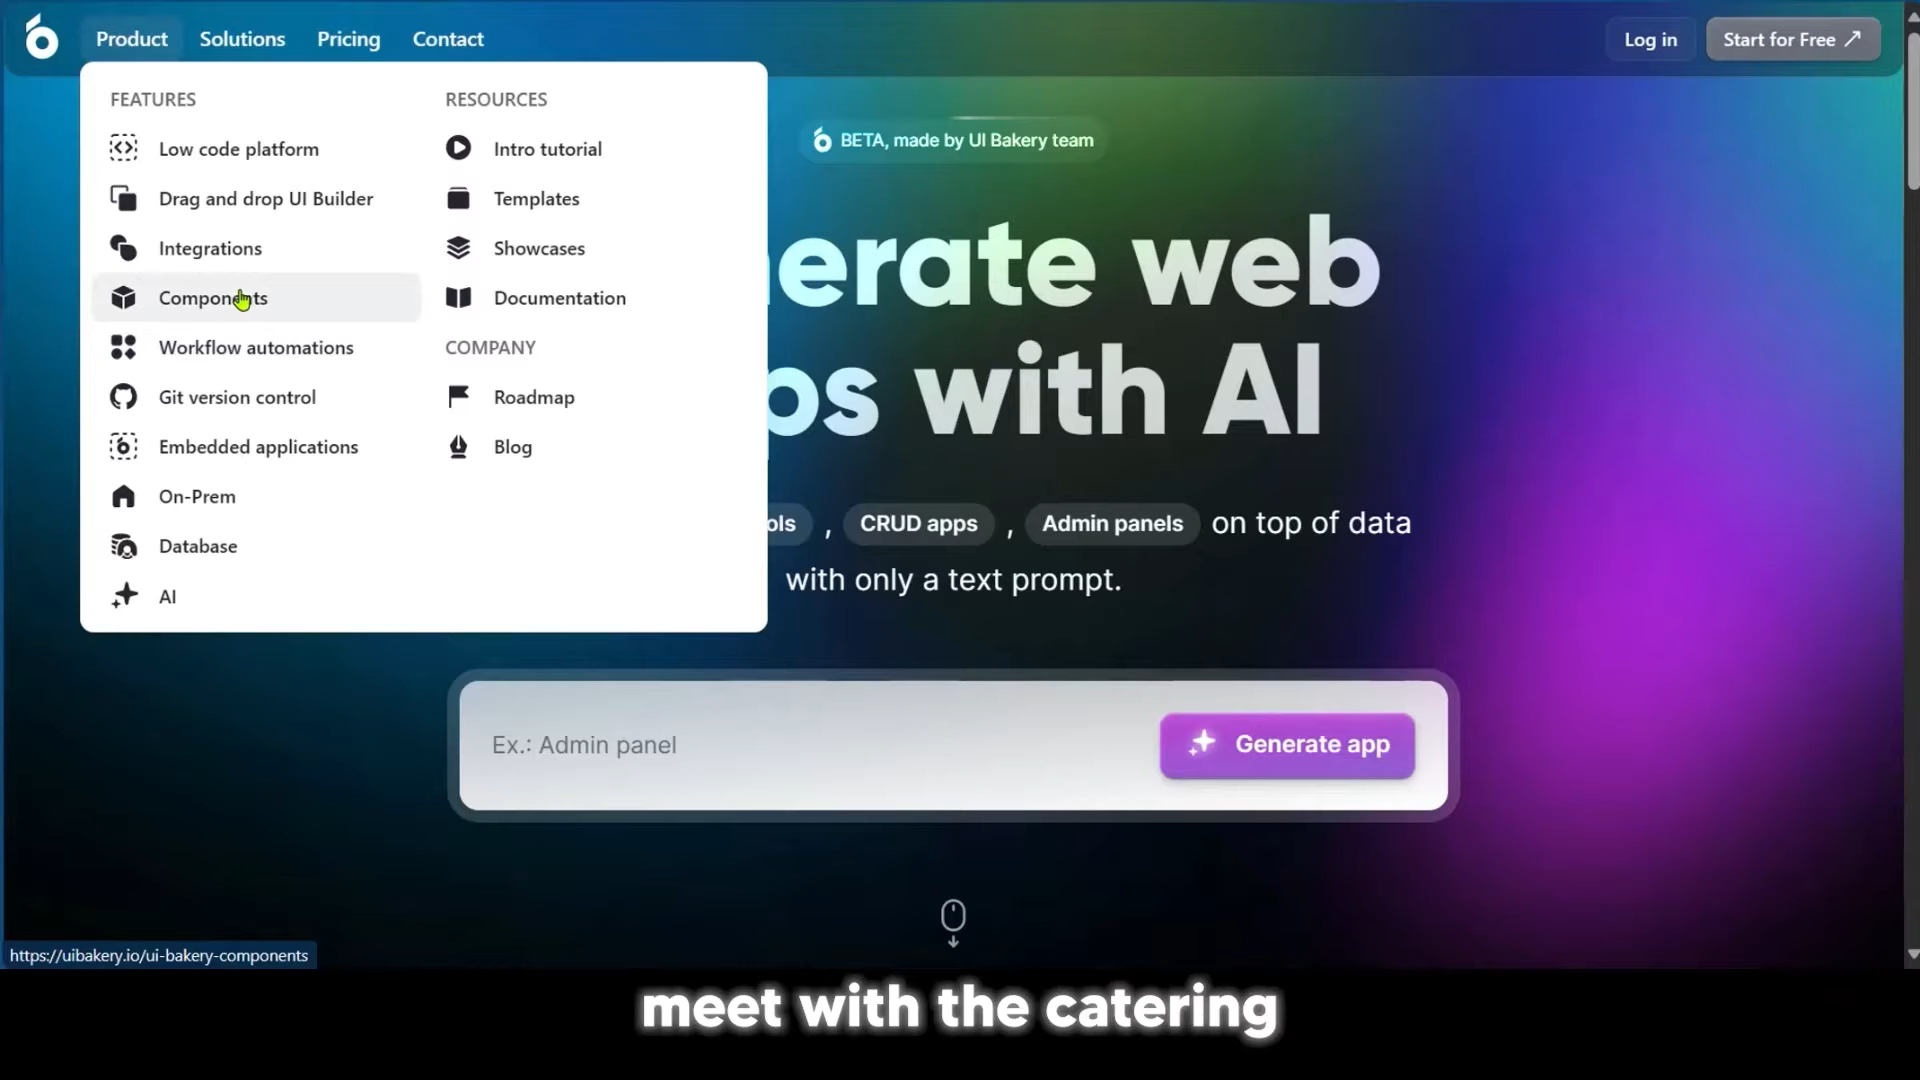 Product
Solutions
Pricing
Contact
Log in
Start for Free
FEATURES
Low code platform
Drag and drop UI Builder
Integrations
Components
Workflow automations
Git version control
Embedded applications
On-Prem
Database
AI
RESOURCES
Intro tutorial
Templates
Showcases
Documentation
COMPANY
Roadmap
Blog
BETA, made by UI Bakery team
erate web
ps with AI
ols , CRUD apps , Admin panels on top of data
with only a text prompt.
Ex.: Admin panel
Generate app
https://uibakery.io/ui-bakery-components
meet with the catering